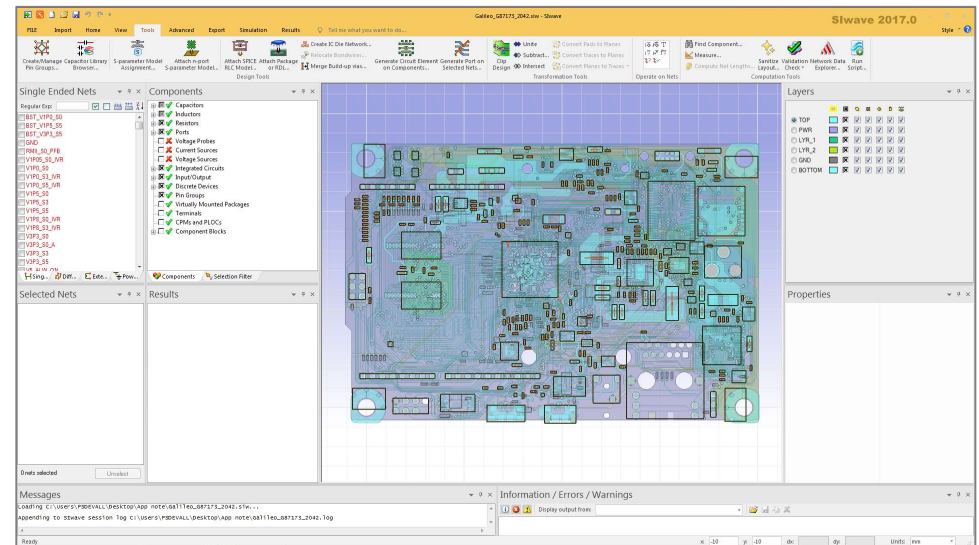 Galileo_G87173_2042.siw - SIwave
SIwave 2017.0
FILE Import Home View Tools Advanced Export Simulation Results Tell me what you want to do... Style
Create/Manage Pin Groups...
Capacitor Library Browser...
S-parameter Model Assignment...
Attach n-port S-parameter Model...
Attach SPICE RLC Model...
Attach Package or RDL...
Create IC Die Network...
Relocate Bondwires...
Merge Build-up vias...
Generate Circuit Element on Components...
Generate Port on Selected Nets...
Design Tools
Clip Design
Unite
Subtract...
Intersect
Convert Pads to Planes
Convert Traces to Planes
Convert Planes to Traces
Transformation Tools
Operate on Nets
Find Component...
Measure...
Compute Net Length...
Sanitize Layout...
Validation Check
Network Data Explorer...
Run Script...
Computation Tools
Single Ended Nets
Regular Exp:
BST_V1P0_S0
BST_V1P5_S5
BST_V3P3_S5
GND
RMII_S0_PFB
V1P05_S0_IVR
V1P0_S0
V1P0_S3_IVR
V1P0_S5_IVR
V1P5_S0
V1P5_S3
V1P5_S5
V1P8_S0_IVR
V1P8_S3_IVR
V3P3_S0
V3P3_S0_A
V3P3_S3
V3P3_S5
V5_ALW_ON
Sing... Diff... Exte... Pow...
Components
Capacitors
Inductors
Resistors
Ports
Voltage Probes
Current Sources
Voltage Sources
Integrated Circuits
Input/Output
Discrete Devices
Pin Groups
Virtually Mounted Packages
Terminals
CPMs and PLOCs
Component Blocks
Components Selection Filter
Layers
TOP
PWR
LYR_1
LYR_2
GND
BOTTOM
Selected Nets
0 nets selected Unselect
Results
Properties
Messages
Loading C:\Users\PSDEVALL\Desktop\App note\Galileo_G87173_2042.siw...
Appending to SIwave session log C:\Users\PSDEVALL\Desktop\App note\Galileo_G87173_2042.log
Information / Errors / Warnings
Display output from:
Ready x: -10 y: -10 dx: dy: Units: mm